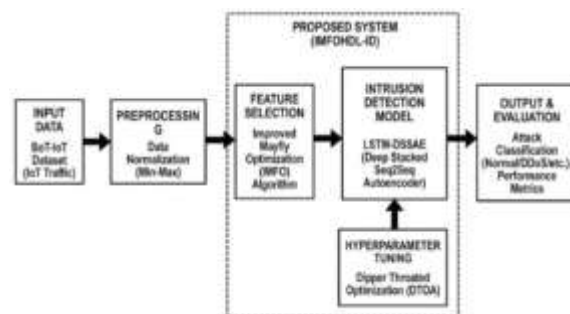 PROPOSED SYSTEM
(IMFOHDL-ID)
INPUT
DATA
BoT-IoT
Dataset
(IoT Traffic)
PREPROCESSIN
G
Data
Normalization
(Min-Max)
FEATURE
SELECTION
Improved
Mayfly
Optimization
(IMFO)
Algorithm
INTRUSION
DETECTION
MODEL
LSTM-DSSAE
(Deep Stacked
Seq2Seq
Autoencoder)
HYPERPARAMETER
TUNING
Dipper Throated
Optimization (DTOA)
OUTPUT &
EVALUATION
Attack
Classification
(Normal/DDoS/etc.)
Performance
Metrics